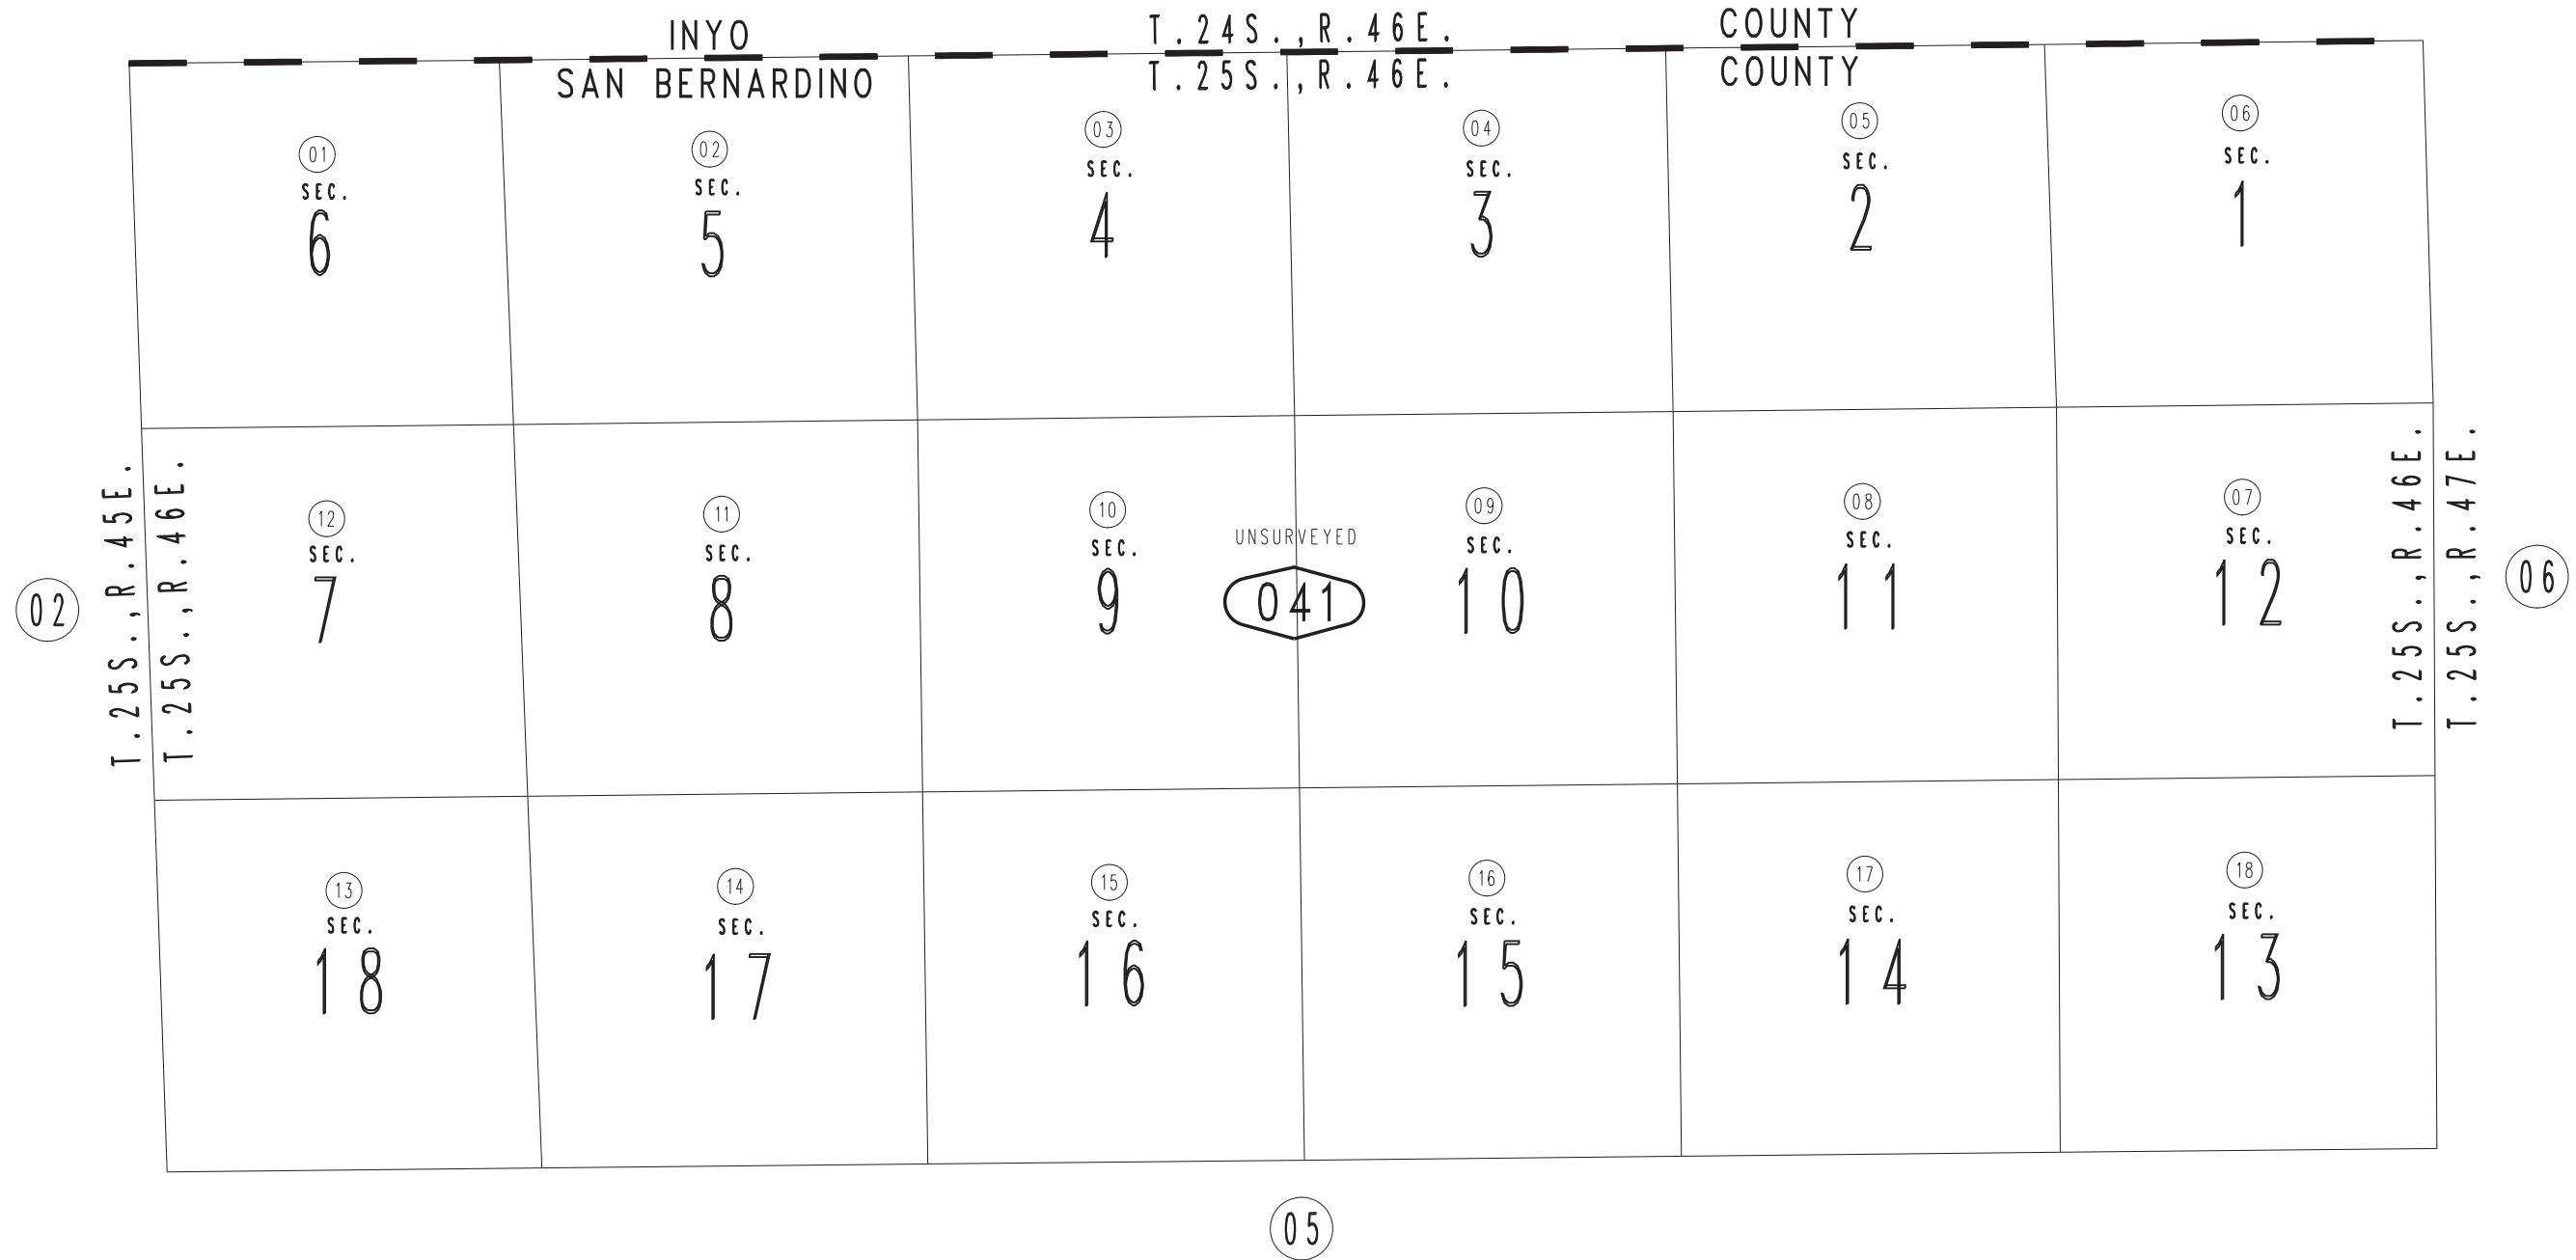 INYO
T.24S.,R.46E.
COUNTY
SAN BERNARDINO
T.25S.,R.46E.
COUNTY
01
SEC.
6
02
SEC.
5
03
SEC.
4
04
SEC.
3
05
SEC.
2
06
SEC.
1
02
T.25S.,R.45E.
T.25S.,R.46E.
12
SEC.
7
11
SEC.
8
10
SEC.
9
UNSURVEYED
041
09
SEC.
10
08
SEC.
11
07
SEC.
12
T.25S.,R.46E.
T.25S.,R.47E.
06
13
SEC.
18
14
SEC.
17
15
SEC.
16
16
SEC.
15
17
SEC.
14
18
SEC.
13
05